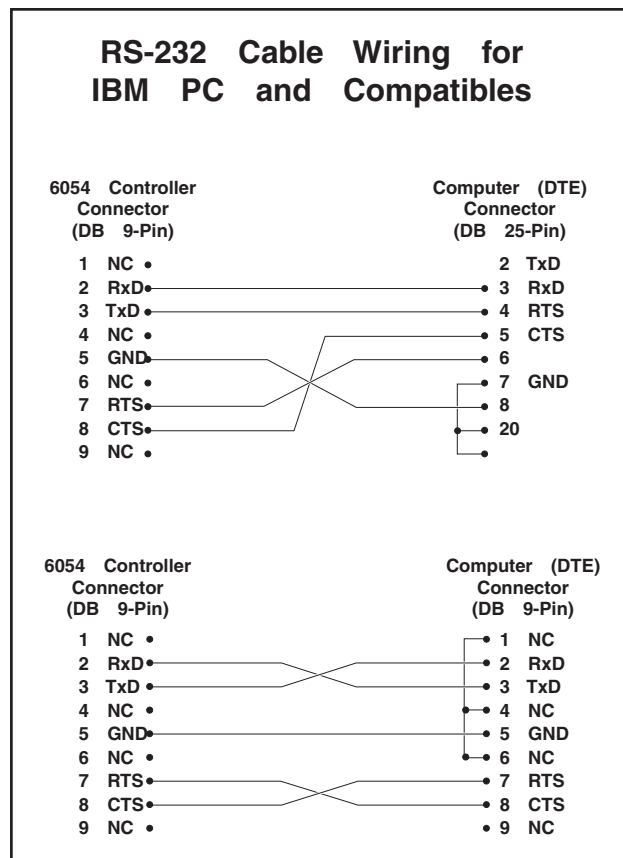 RS-232 Cable Wiring for
IBM PC and Compatibles
6054 Controller
Connector
(DB 9-Pin)
Computer (DTE)
Connector
(DB 25-Pin)
1 NC
2 RxD
3 TxD
4 NC
5 GND
6 NC
7 RTS
8 CTS
9 NC
2 TxD
3 RxD
4 RTS
5 CTS
6
7 GND
8
20
6054 Controller
Connector
(DB 9-Pin)
Computer (DTE)
Connector
(DB 9-Pin)
1 NC
2 RxD
3 TxD
4 NC
5 GND
6 NC
7 RTS
8 CTS
9 NC
1 NC
2 RxD
3 TxD
4 NC
5 GND
6 NC
7 RTS
8 CTS
9 NC